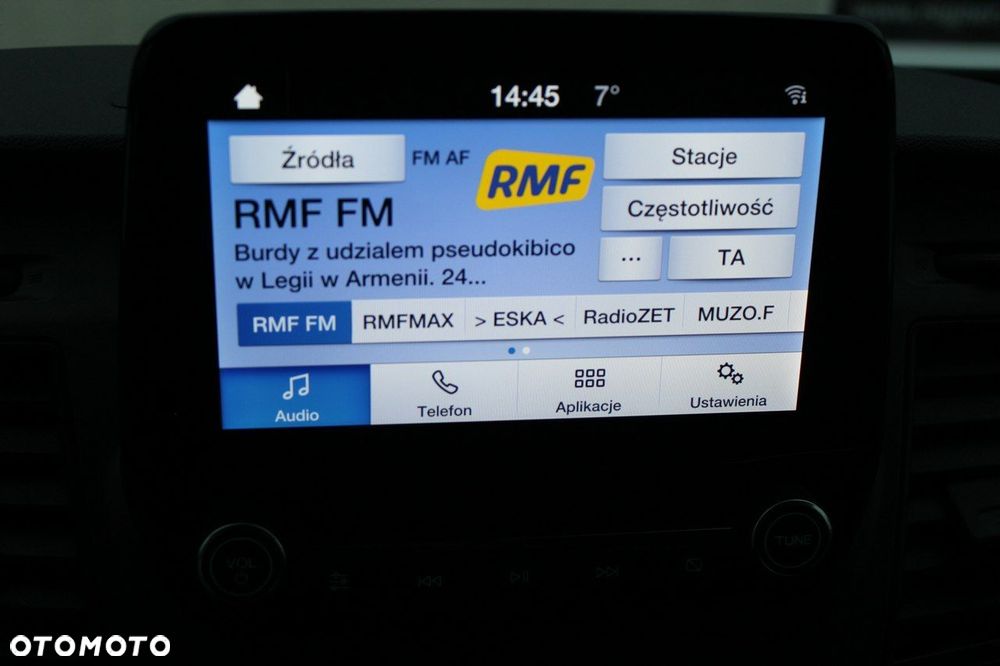 14:45 7°
Źródła
FM AF
RMF
Stacje
RMF FM
Częstotliwość
Burdy z udzialem pseudokibico
w Legii w Armenii. 24...
...
TA
RMF FM RMFMAX > ESKA < RadioZET MUZO.F
Audio Telefon Aplikacje Ustawienia
VOL
TUNE
OTOMOTO